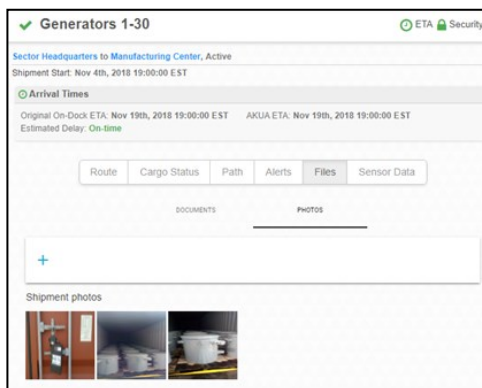 Generators 1-30
ETA Security
Sector Headquarters to Manufacturing Center, Active
Shipment Start: Nov 4th, 2018 19:00:00 EST
Arrival Times
Original On-Dock ETA: Nov 19th, 2018 19:00:00 EST AKUA ETA: Nov 19th, 2018 19:00:00 EST
Estimated Delay: On-time
Route Cargo Status Path Alerts Files Sensor Data
DOCUMENTS PHOTOS
+
Shipment photos